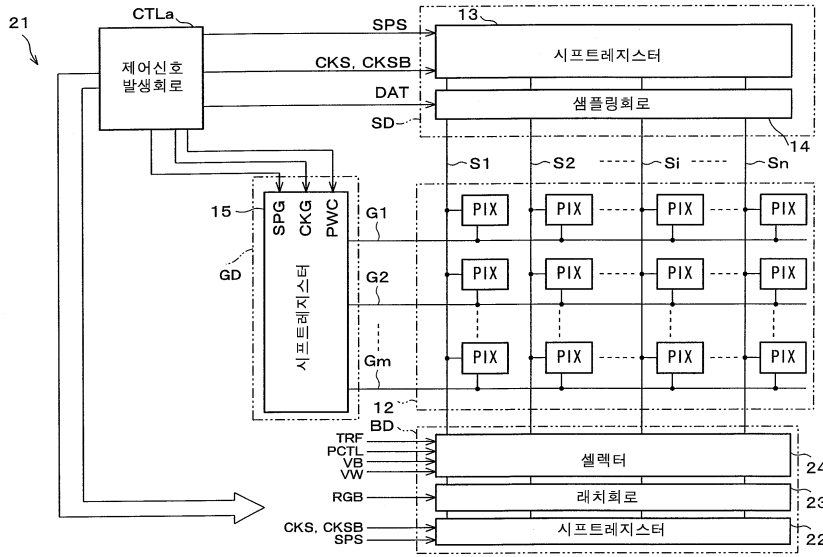 21
CTLa
제어신호
발생회로
SPS
CKS, CKSB
DAT
13
시프트레지스터
샘플링회로
SD
14
S1
S2
Si
Sn
15
SPG
CKG
PWC
시프트레지스터
GD
G1
G2
Gm
PIX PIX PIX PIX
PIX PIX PIX PIX
PIX PIX PIX PIX
12
BD
TRF
PCTL
VB
VW
셀렉터
24
RGB
래치회로
23
CKS, CKSB
SPS
시프트레지스터
22